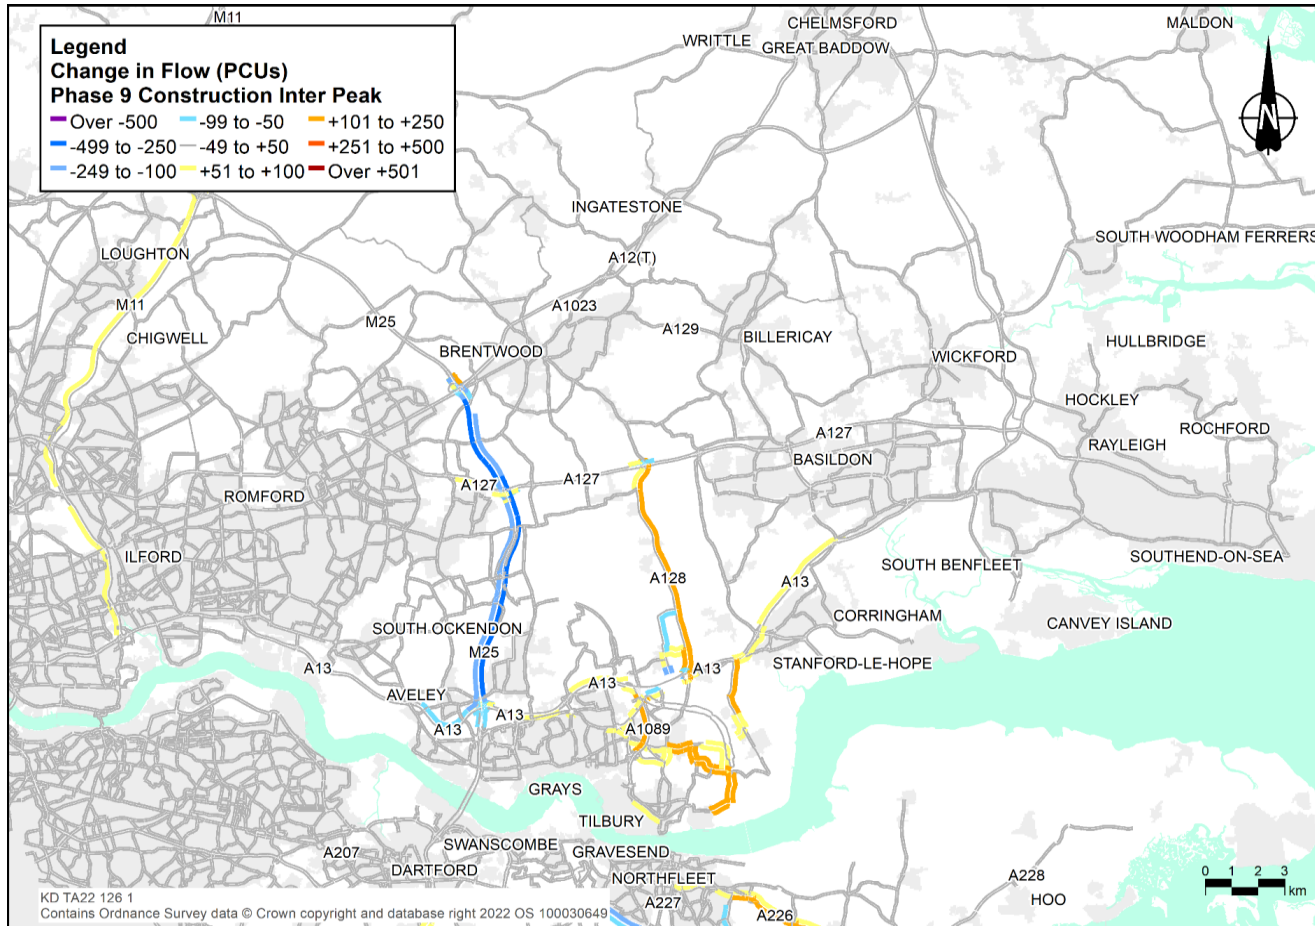 M11
CHELMSFORD
MALDON
WRITTLE
GREAT BADDOW
Legend
Change in Flow (PCUs)
Phase 9 Construction Inter Peak
Over -500 -99 to -50 +101 to +250
-499 to -250 -49 to +50 +251 to +500
-249 to -100 +51 to +100 Over +501
N
INGATESTONE
SOUTH WOODHAM FERRERS
LOUGHTON
A12(T)
M11
A1023
M25
A129
CHIGWELL
BILLERICAY
HULLBRIDGE
BRENTWOOD
WICKFORD
HOCKLEY
ROCHFORD
A127
RAYLEIGH
BASILDON
A127
A127
ROMFORD
ILFORD
SOUTHEND-ON-SEA
SOUTH BENFLEET
A128
A13
CORRINGHAM
CANVEY ISLAND
SOUTH OCKENDON
M25
STANFORD-LE-HOPE
A13
A13
A13
AVELEY
A13
A13
A1089
GRAYS
TILBURY
SWANSCOMBE
A207
GRAVESEND
DARTFORD
NORTHFLEET
A228
HOO
A227
A226
0 1 2 3
km
KD TA22 126 1
Contains Ordnance Survey data © Crown copyright and database right 2022 OS 100030649